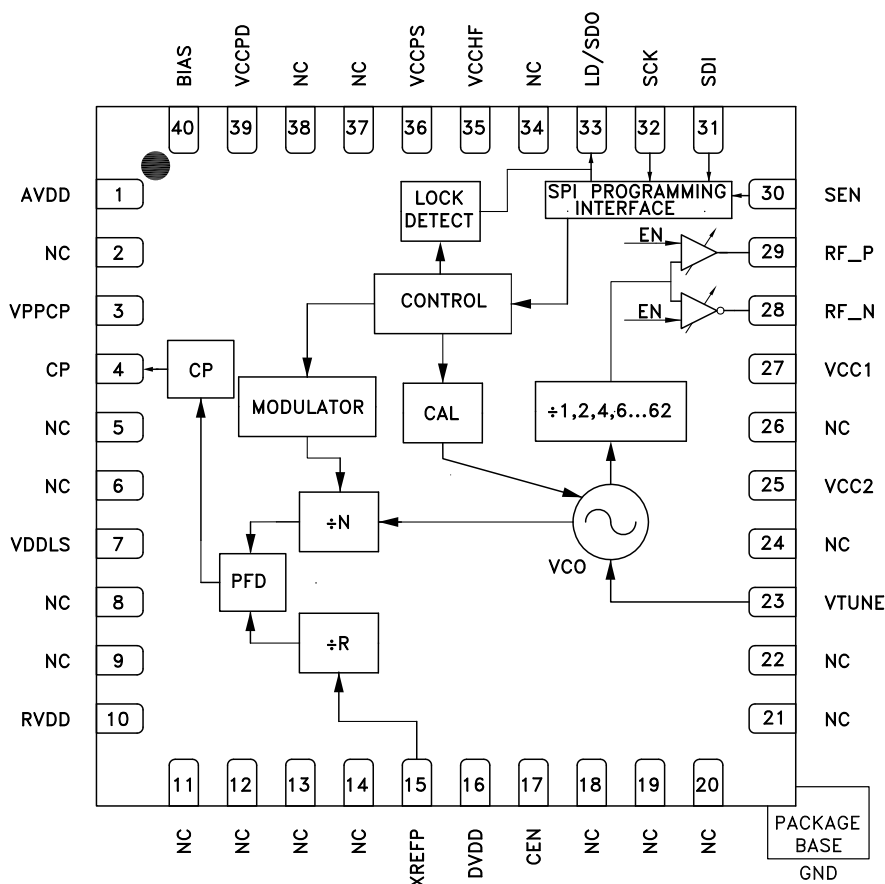 BIAS
VCCPD
NC
NC
VCCPS
VCCHF
NC
LD/SDO
SCK
SDI
40
39
38
37
36
35
34
33
32
31
AVDD
1
NC
2
VPPCP
3
CP
4
NC
5
NC
6
VDDLS
7
NC
8
NC
9
RVDD
10
LOCK
DETECT
SPI PROGRAMMING
INTERFACE
CONTROL
EN
EN
CP
MODULATOR
CAL
÷1,2,4,6...62
÷N
VCO
PFD
÷R
30
SEN
29
RF_P
28
RF_N
27
VCC1
26
NC
25
VCC2
24
NC
23
VTUNE
22
NC
21
NC
11
12
13
14
15
16
17
18
19
20
NC
NC
NC
NC
XREFP
DVDD
CEN
NC
NC
NC
PACKAGE
BASE
GND